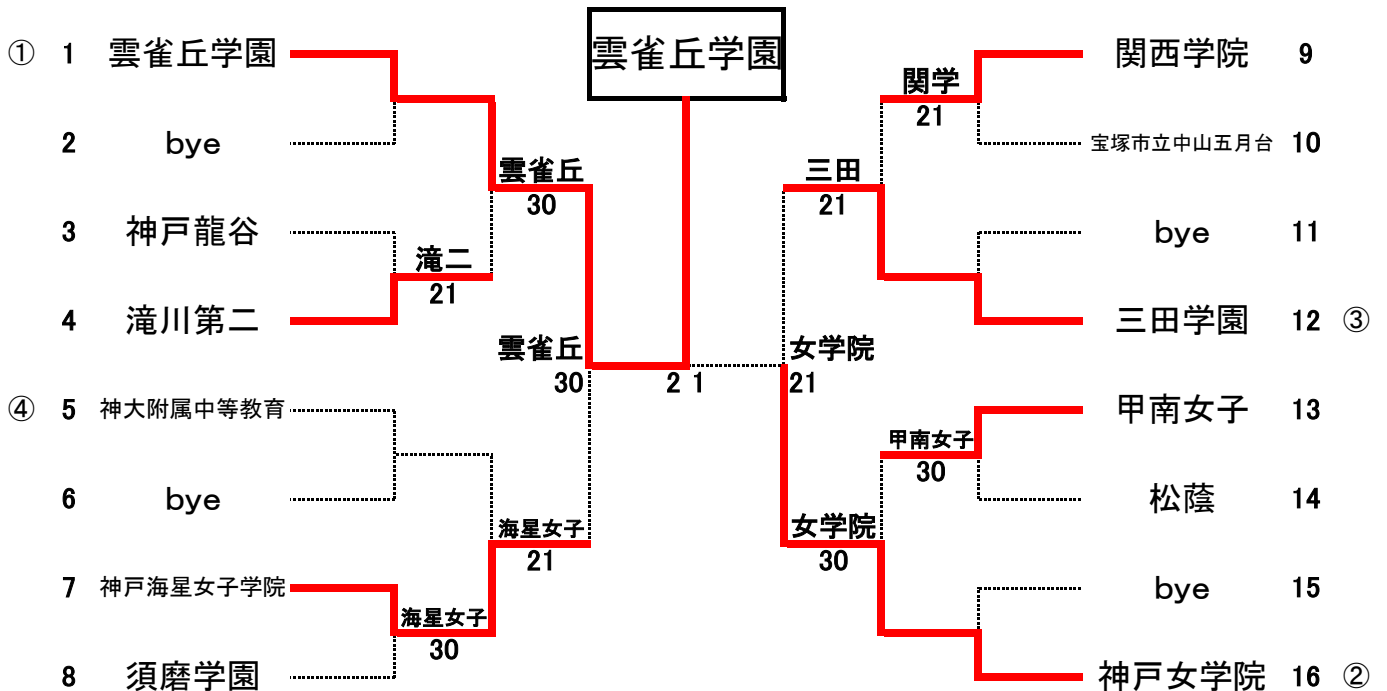 雲雀丘学園
① 1 雲雀丘学園
2 bye
3 神戸龍谷
4 滝川第二
④ 5 神大附属中等教育
6 bye
7 神戸海星女子学院
8 須磨学園
滝二
21
海星女子
30
雲雀丘
30
海星女子
21
雲雀丘
30
2 1
女学院
21
三田
21
女学院
30
関学
21
甲南女子
30
関西学院 9
宝塚市立中山五月台 10
bye 11
三田学園 12 ③
甲南女子 13
松蔭 14
bye 15
神戸女学院 16 ②